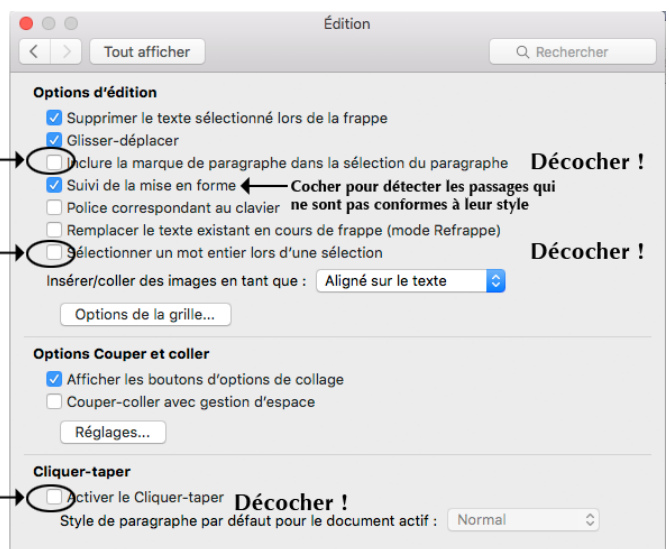 Édition
Tout afficher
Rechercher
Options d'édition
Supprimer le texte sélectionné lors de la frappe
Glisser-déplacer
Inclure la marque de paragraphe dans la sélection du paragraphe Décocher !
Suivi de la mise en forme Cocher pour détecter les passages qui
ne sont pas conformes à leur style
Police correspondant au clavier
Remplacer le texte existant en cours de frappe (mode Refrappe)
Sélectionner un mot entier lors d'une sélection Décocher !
Insérer/coller des images en tant que : Aligné sur le texte
Options de la grille...
Options Couper et coller
Afficher les boutons d'options de collage
Couper-coller avec gestion d'espace
Réglages...
Cliquer-taper
Activer le Cliquer-taper Décocher !
Style de paragraphe par défaut pour le document actif : Normal